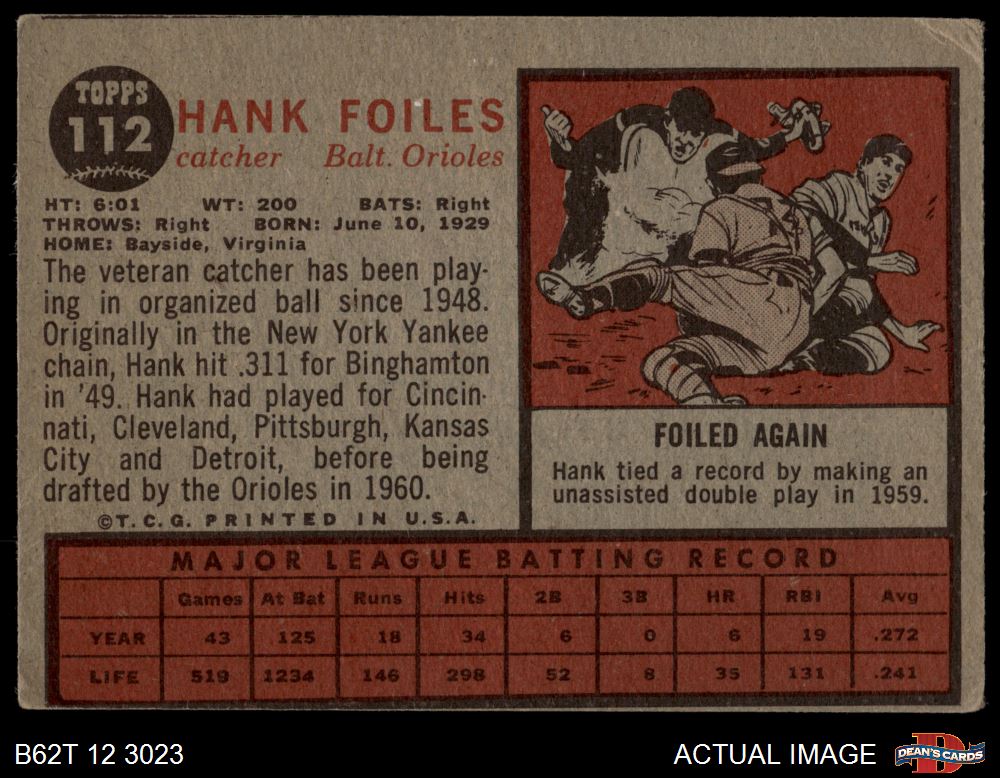 TOPPS
112
HANK FOILES
catcher Balt. Orioles
HT: 6:01 WT: 200 BATS: Right
THROWS: Right BORN: June 10, 1929
HOME: Bayside, Virginia
The veteran catcher has been play-
ing in organized ball since 1948.
Originally in the New York Yankee
chain, Hank hit .311 for Binghamton
in '49. Hank had played for Cincin-
nati, Cleveland, Pittsburgh, Kansas
City and Detroit, before being
drafted by the Orioles in 1960.
©T.C.G. PRINTED IN U.S.A.
FOILED AGAIN
Hank tied a record by making an
unassisted double play in 1959.
MAJOR LEAGUE BATTING RECORD
Games At Bat Runs Hits 2B 3B HR RBI Avg
YEAR 43 125 18 34 6 0 6 19 .272
LIFE 519 1234 146 298 52 8 35 131 .241
B62T 12 3023
ACTUAL IMAGE
DEAN'S CARDS